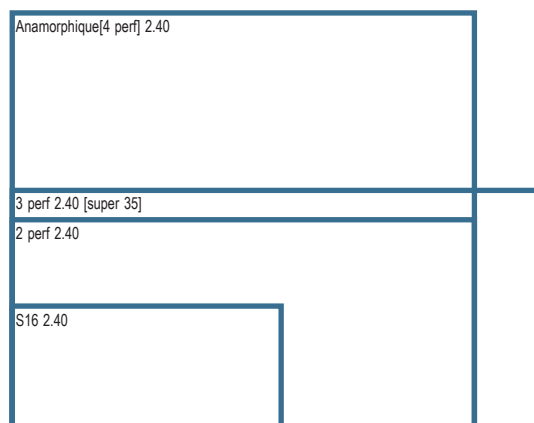 Anamorphique[4 perf] 2.40
3 perf 2.40 [super 35]
2 perf 2.40
S16 2.40